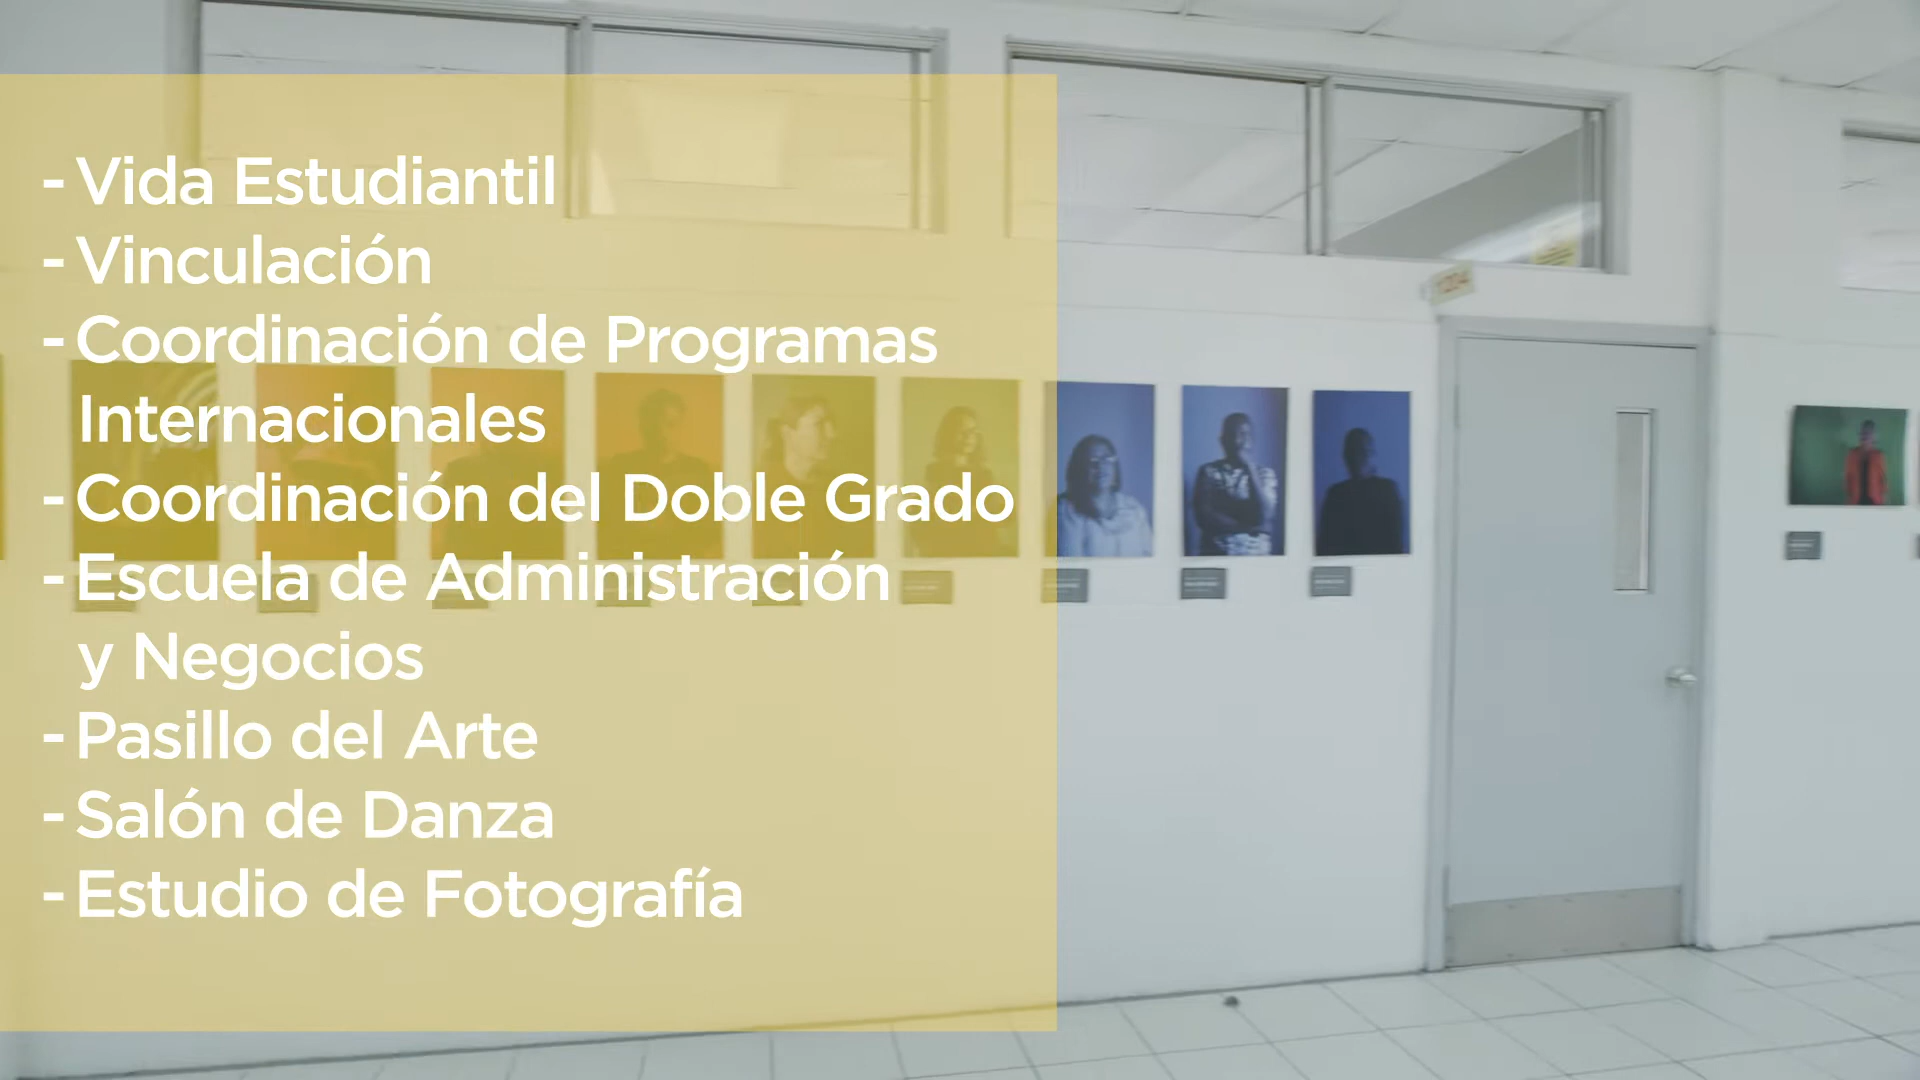 - Vida Estudiantil
- Vinculación
- Coordinación de Programas
Internacionales
- Coordinación del Doble Grado
- Escuela de Administración
y Negocios
- Pasillo del Arte
- Salón de Danza
- Estudio de Fotografía